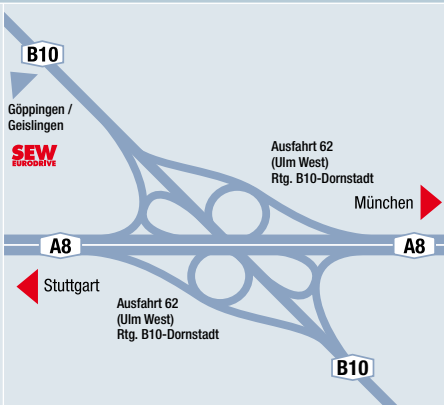 B10
Göppingen /
Geislingen
SEW
EURODRIVE
Ausfahrt 62
(Ulm West)
Rtg. B10-Dornstadt
München
A8
A8
Stuttgart
Ausfahrt 62
(Ulm West)
Rtg. B10-Dornstadt
B10